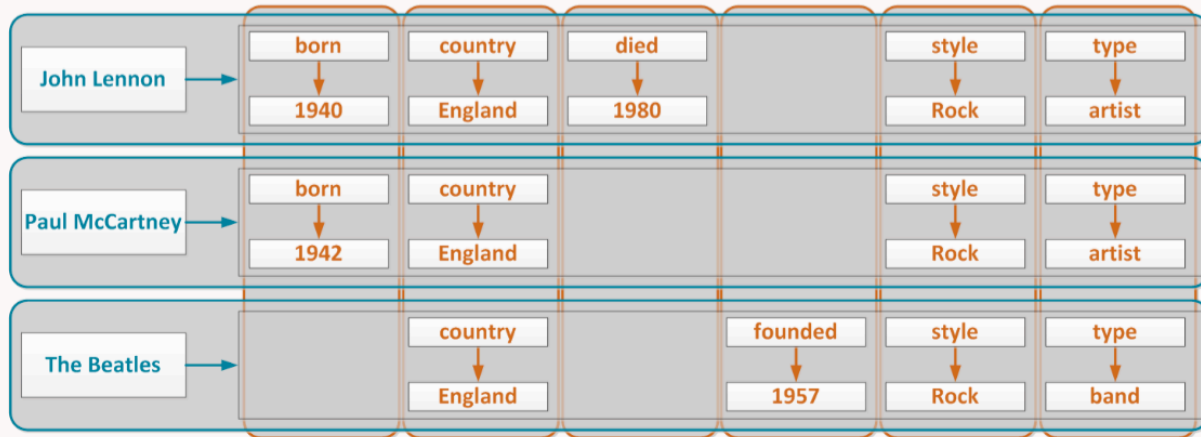 born country died style type
John Lennon
1940 England 1980 Rock artist
born country style type
Paul McCartney
1942 England Rock artist
country founded style type
The Beatles
England 1957 Rock band